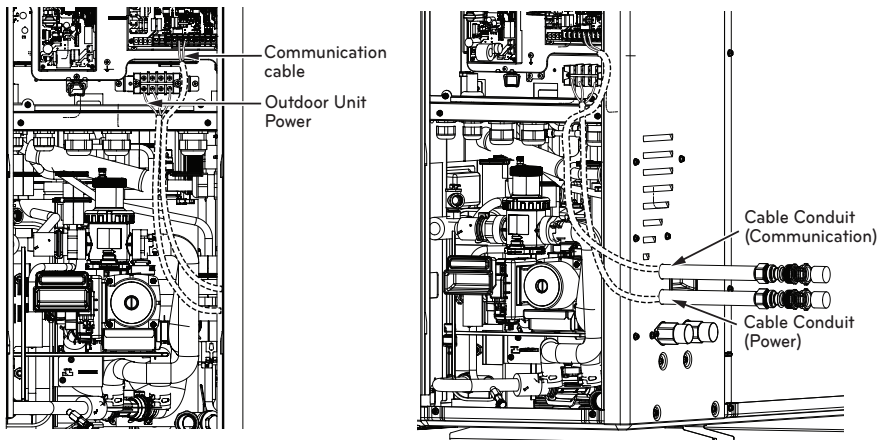 Communication
cable
Outdoor Unit
Power
Cable Conduit
(Communication)
Cable Conduit
(Power)